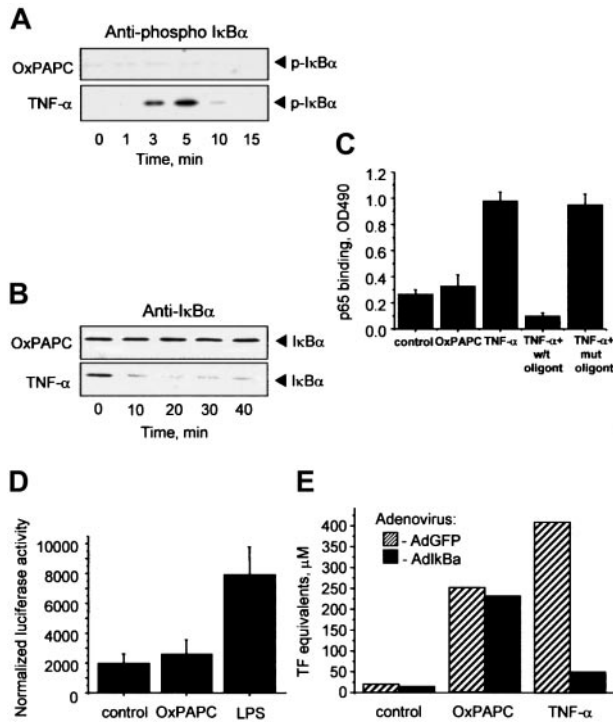 A
Anti-phospho IκBα
OxPAPC
p-IκBα
TNF-α
p-IκBα
0 1 3 5 10 15
Time, min
B
Anti-IκBα
OxPAPC
IκBα
TNF-α
IκBα
0 10 20 30 40
Time, min
C
p65 binding, OD490
1.2
1.0
0.8
0.6
0.4
0.2
0.0
control OxPAPC TNF-α TNF-α+ TNF-α+
w/t mut
oligont oligont
D
Normalized luciferase activity
10000
8000
6000
4000
2000
0
control OxPAPC LPS
E
TF equivalents, μM
400
350
300
250
200
150
100
50
0
Adenovirus:
- AdGFP
- AdIkBa
control OxPAPC TNF-α